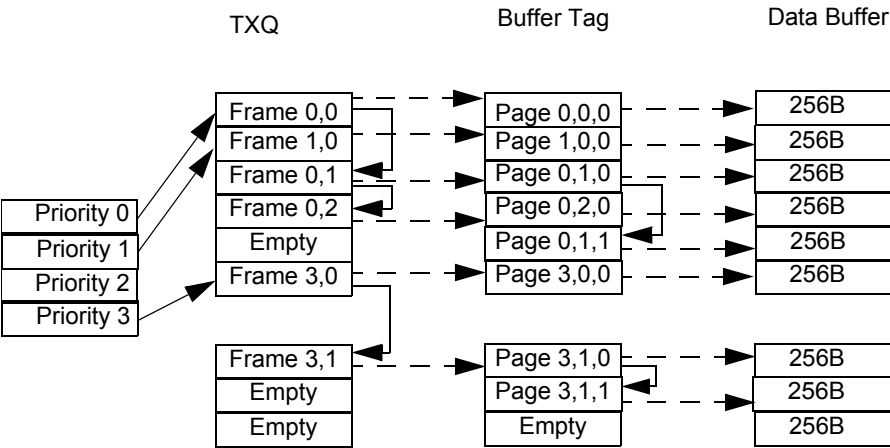 TXQ
Buffer Tag
Data Buffer
Frame 0,0
Page 0,0,0
256B
Frame 1,0
Page 1,0,0
256B
Frame 0,1
Page 0,1,0
256B
Priority 0
Frame 0,2
Page 0,2,0
256B
Priority 1
Empty
Page 0,1,1
256B
Priority 2
Frame 3,0
Page 3,0,0
256B
Priority 3
Frame 3,1
Page 3,1,0
256B
Empty
Page 3,1,1
256B
Empty
Empty
256B